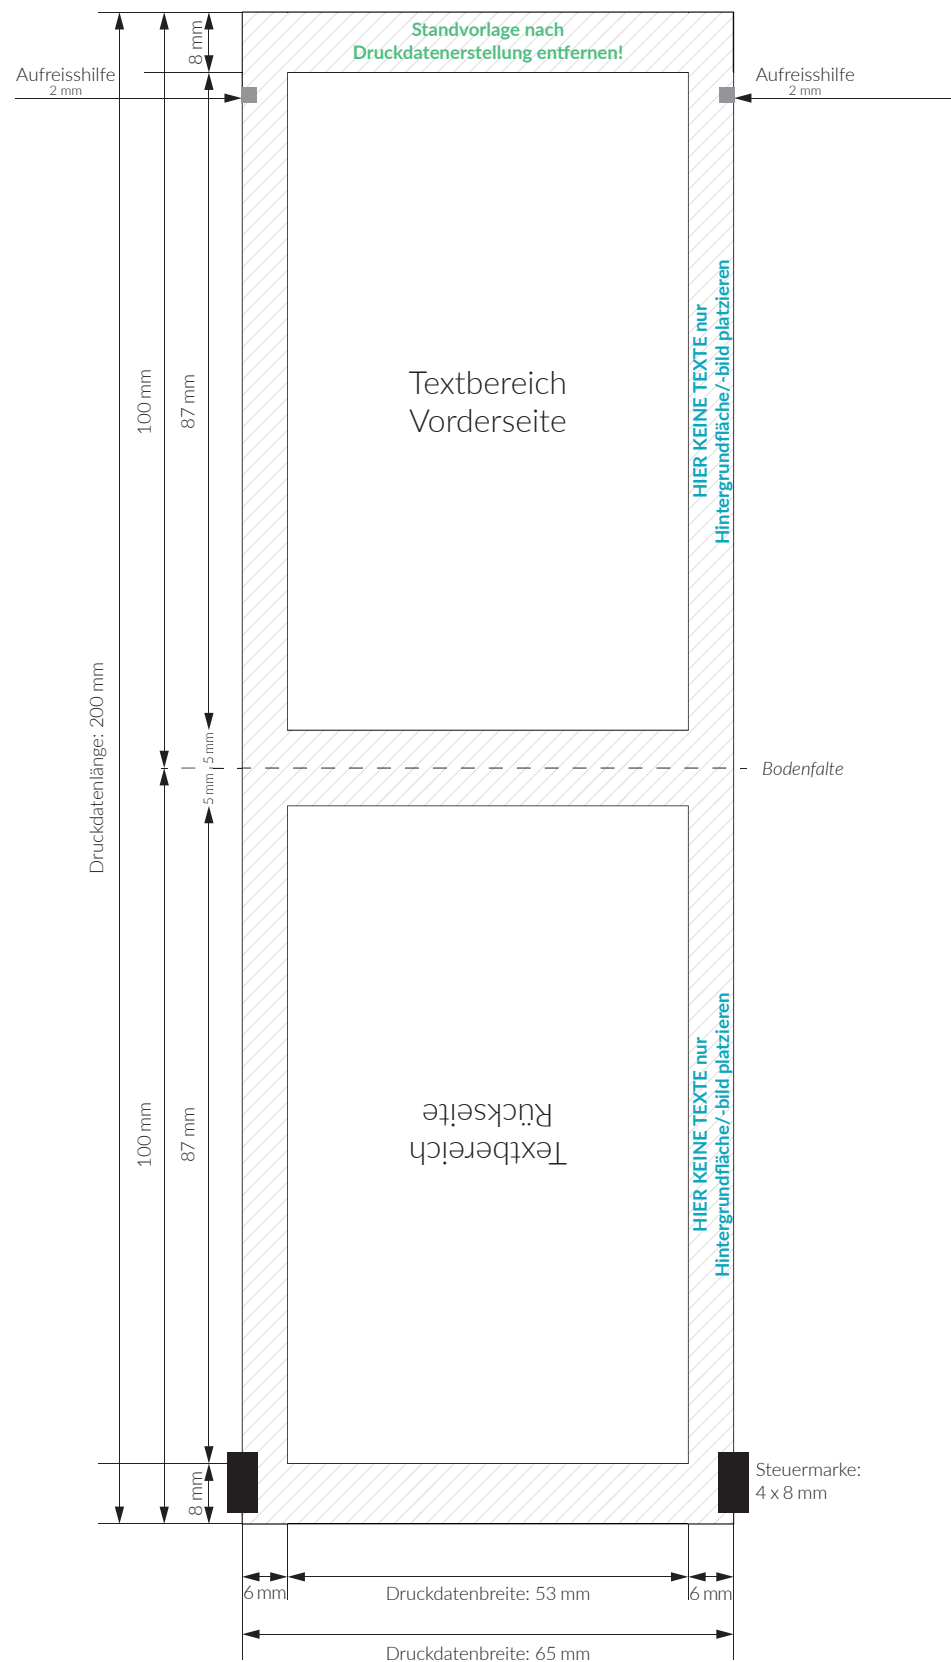 Standvorlage nach
Druckdatenerstellung entfernen!
8 mm
Aufreisshilfe
2 mm
Aufreisshilfe
2 mm
100 mm
87 mm
Textbereich
Vorderseite
HIER KEINE TEXTE nur
Hintergrundfläche/-bild platzieren
Druckdatenlänge: 200 mm
5 mm
5 mm
Bodenfalte
100 mm
87 mm
Textbereich
Rückseite
HIER KEINE TEXTE nur
Hintergrundfläche/-bild platzieren
8 mm
Steuermarke:
4 x 8 mm
6 mm
Druckdatenbreite: 53 mm
6 mm
Druckdatenbreite: 65 mm